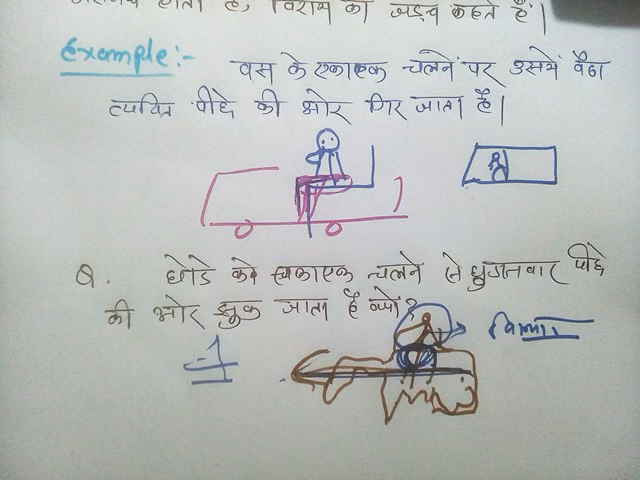 होता है, विराम का जड़त्व कहते हैं।
Example:-
बस के एकाएक चलने पर उसमें बैठा
व्यक्ति पीछे की ओर गिर जाता है।
Q. घोडे के एकाएक चलने से घुड़सवार पीछे
की ओर झुक जाता है क्यों?